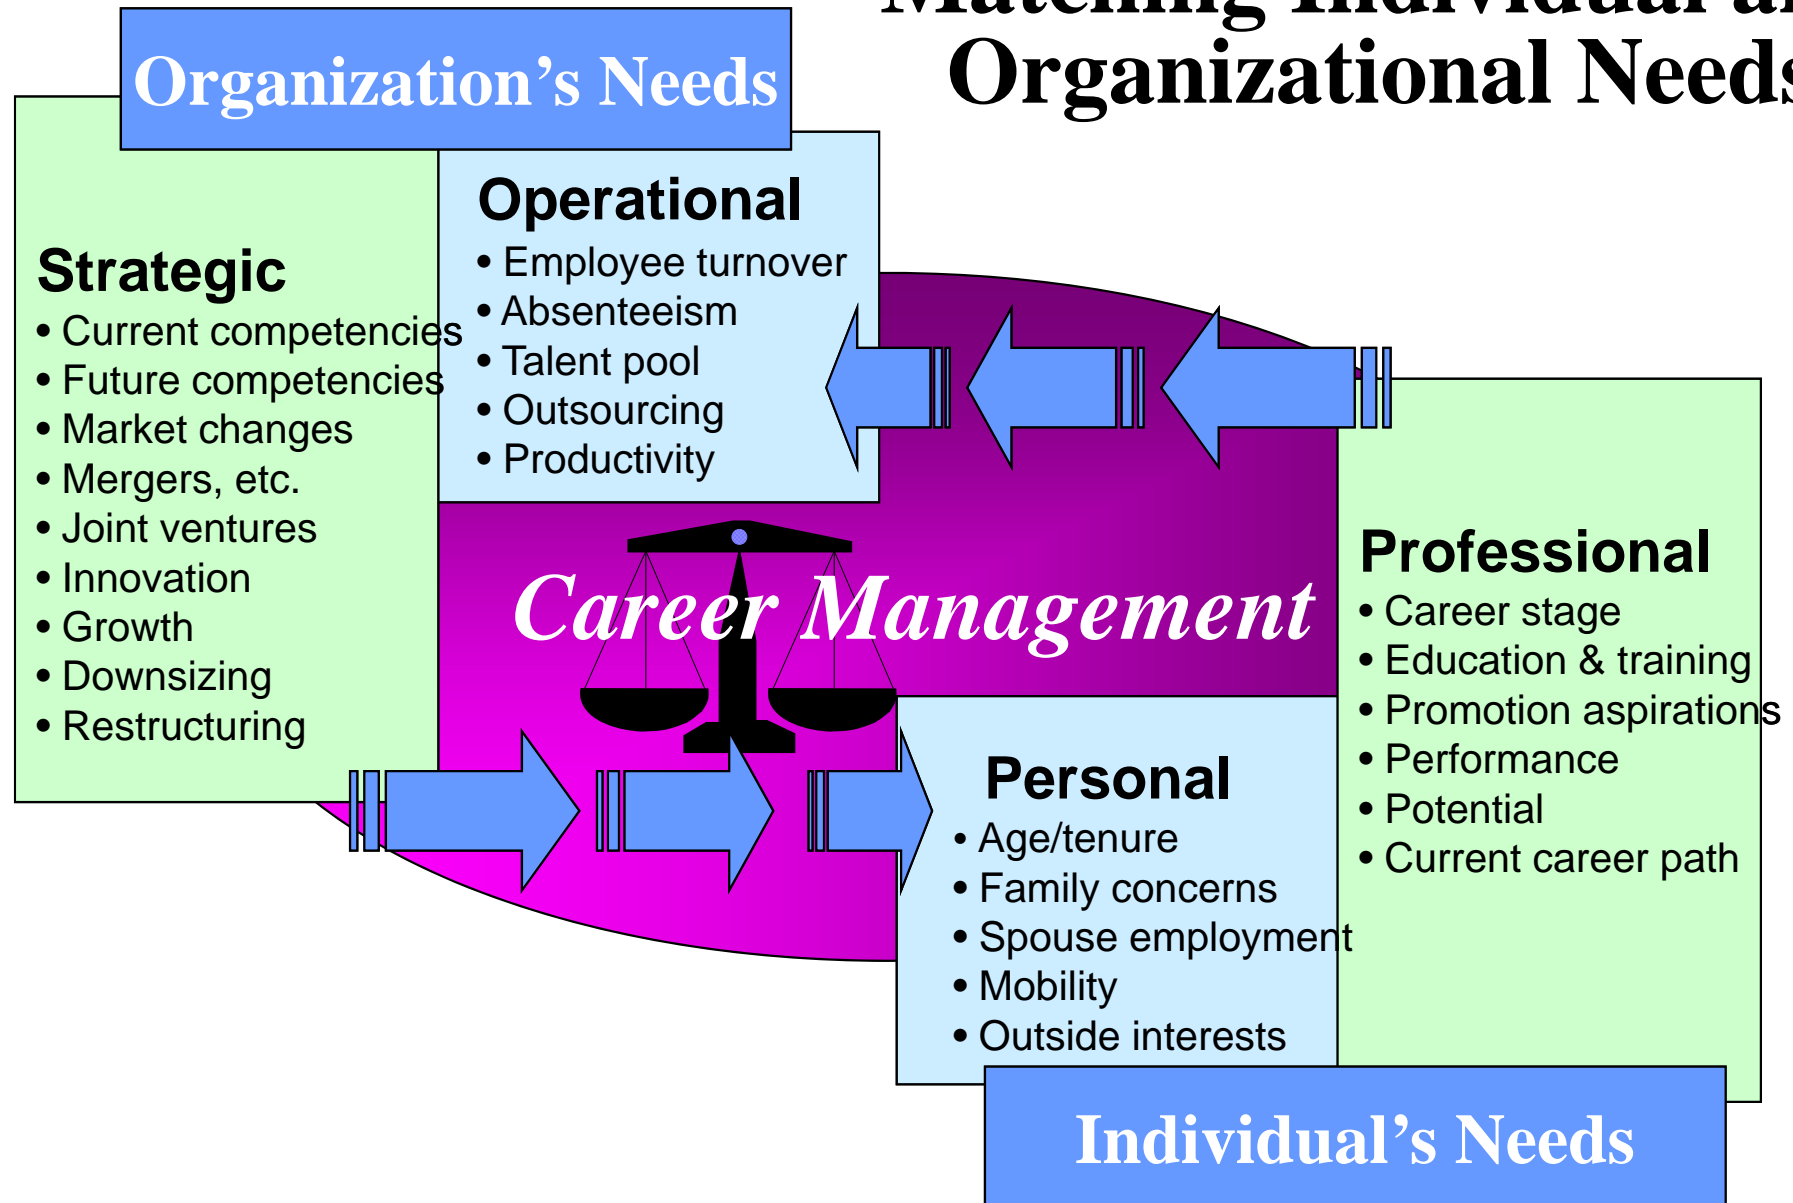 Matching Individual
Organizational Needs
Organization’s Needs
Strategic
• Current competencies
• Future competencies
• Market changes
• Mergers, etc.
• Joint ventures
• Innovation
• Growth
• Downsizing
• Restructuring
Operational
• Employee turnover
• Absenteeism
• Talent pool
• Outsourcing
• Productivity
Career Management
Personal
• Age/tenure
• Family concerns
• Spouse employment
• Mobility
• Outside interests
Professional
• Career stage
• Education & training
• Promotion aspirations
• Performance
• Potential
• Current career path
Individual’s Needs